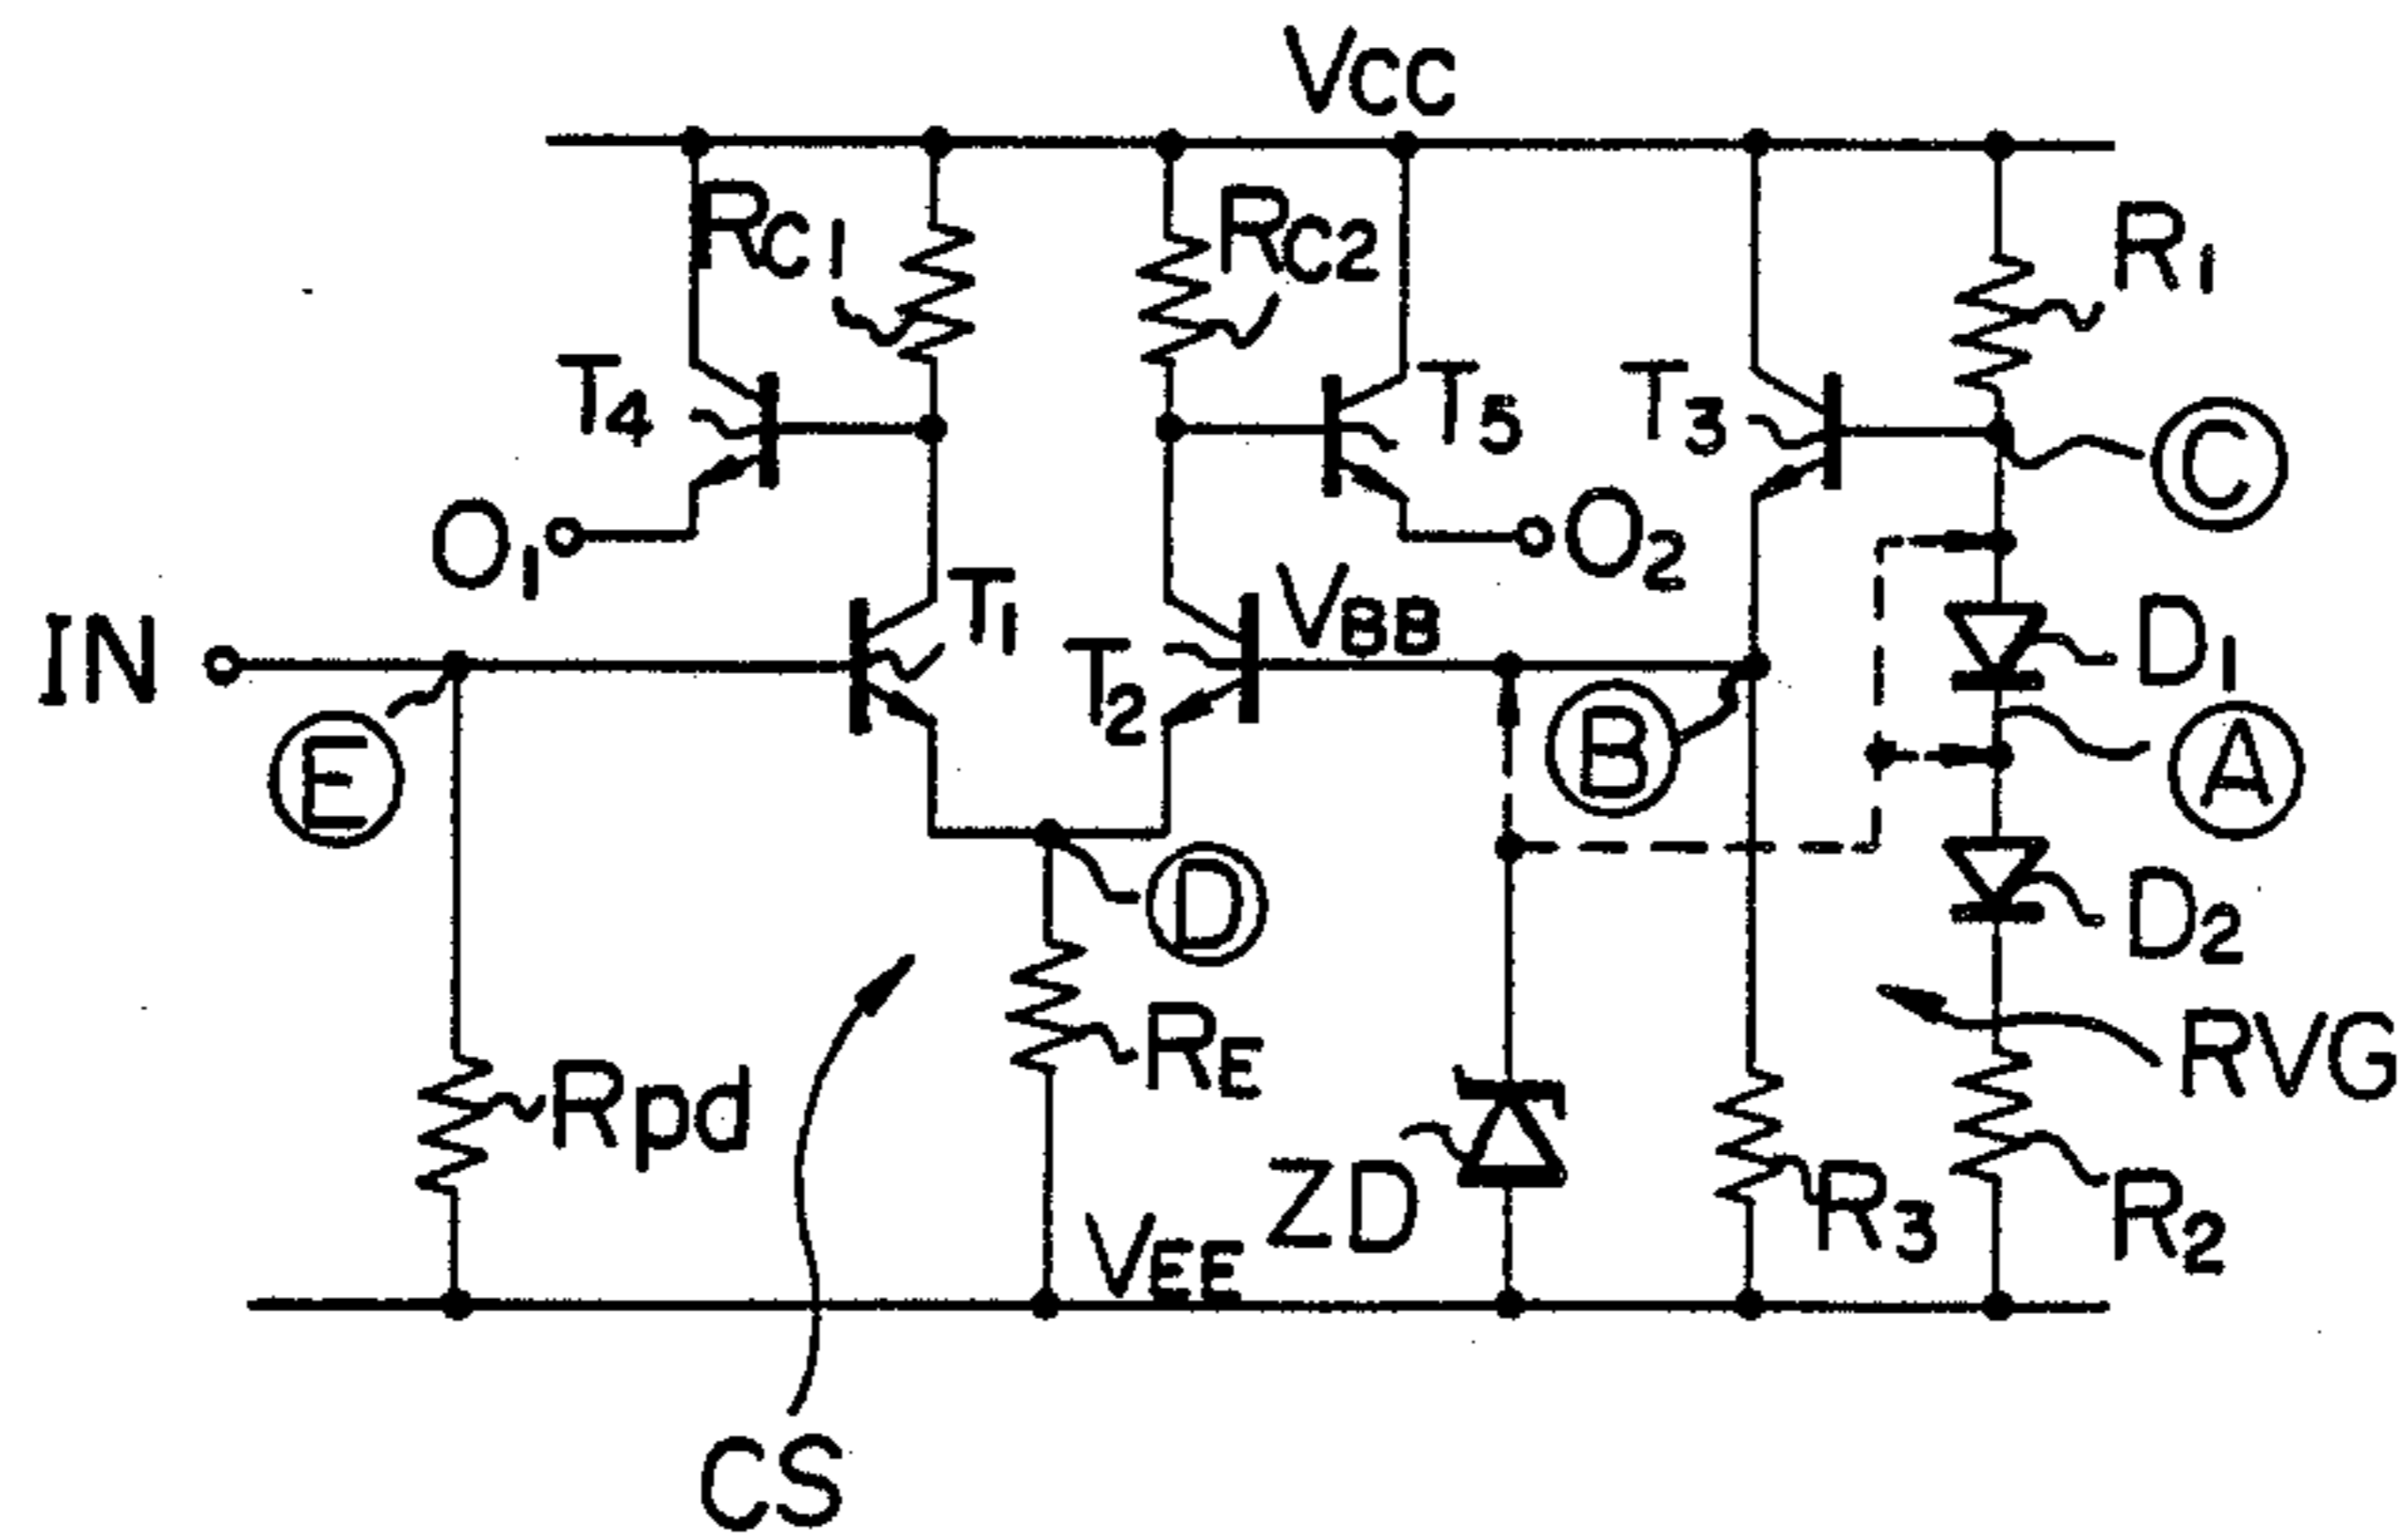 VCC
RC1
RC2
R1
T4
T5
T3
C
O1
O2
IN
T1
VBB
T2
D1
E
B
A
D
D2
RE
RVG
Rpd
ZD
R3
R2
VEE
CS